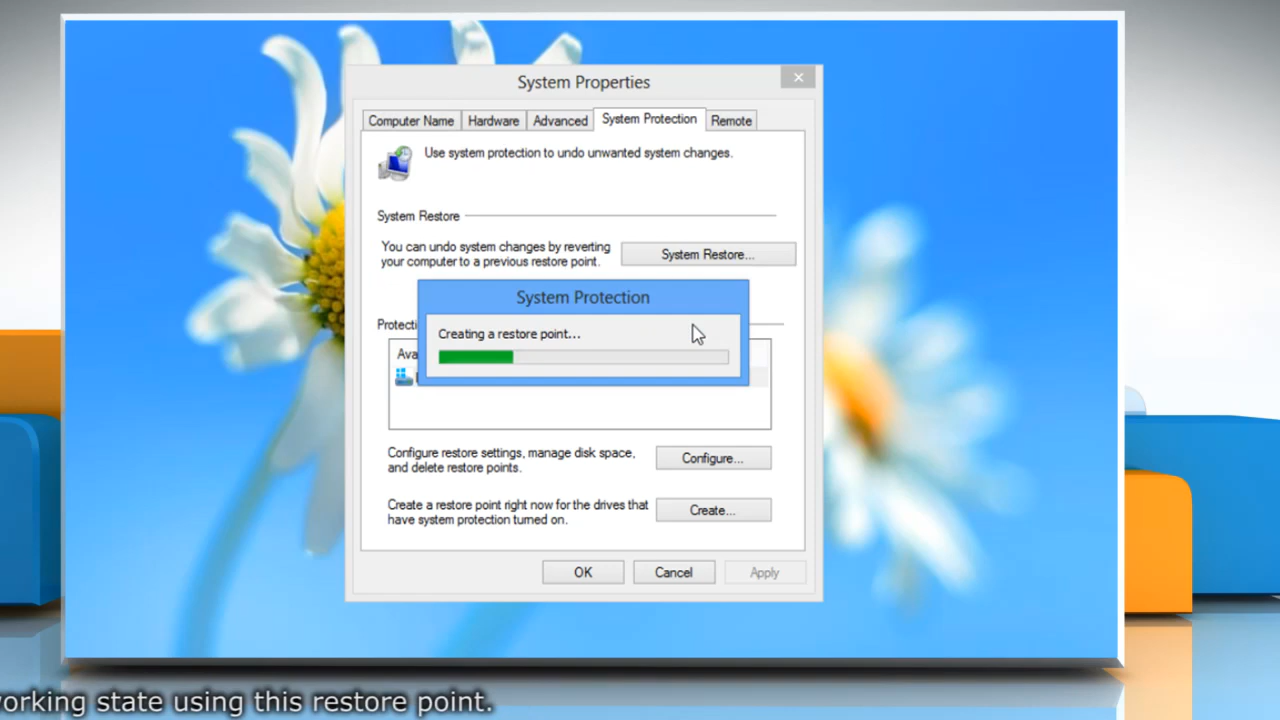 System Properties
Computer Name
Hardware
Advanced
System Protection
Remote
Use system protection to undo unwanted system changes.
System Restore
You can undo system changes by reverting
your computer to a previous restore point.
System Restore...
System Protection
Creating a restore point...
Configure restore settings, manage disk space,
and delete restore points.
Configure...
Create a restore point right now for the drives that
have system protection turned on.
Create...
OK
Cancel
Apply
state using this restore point.